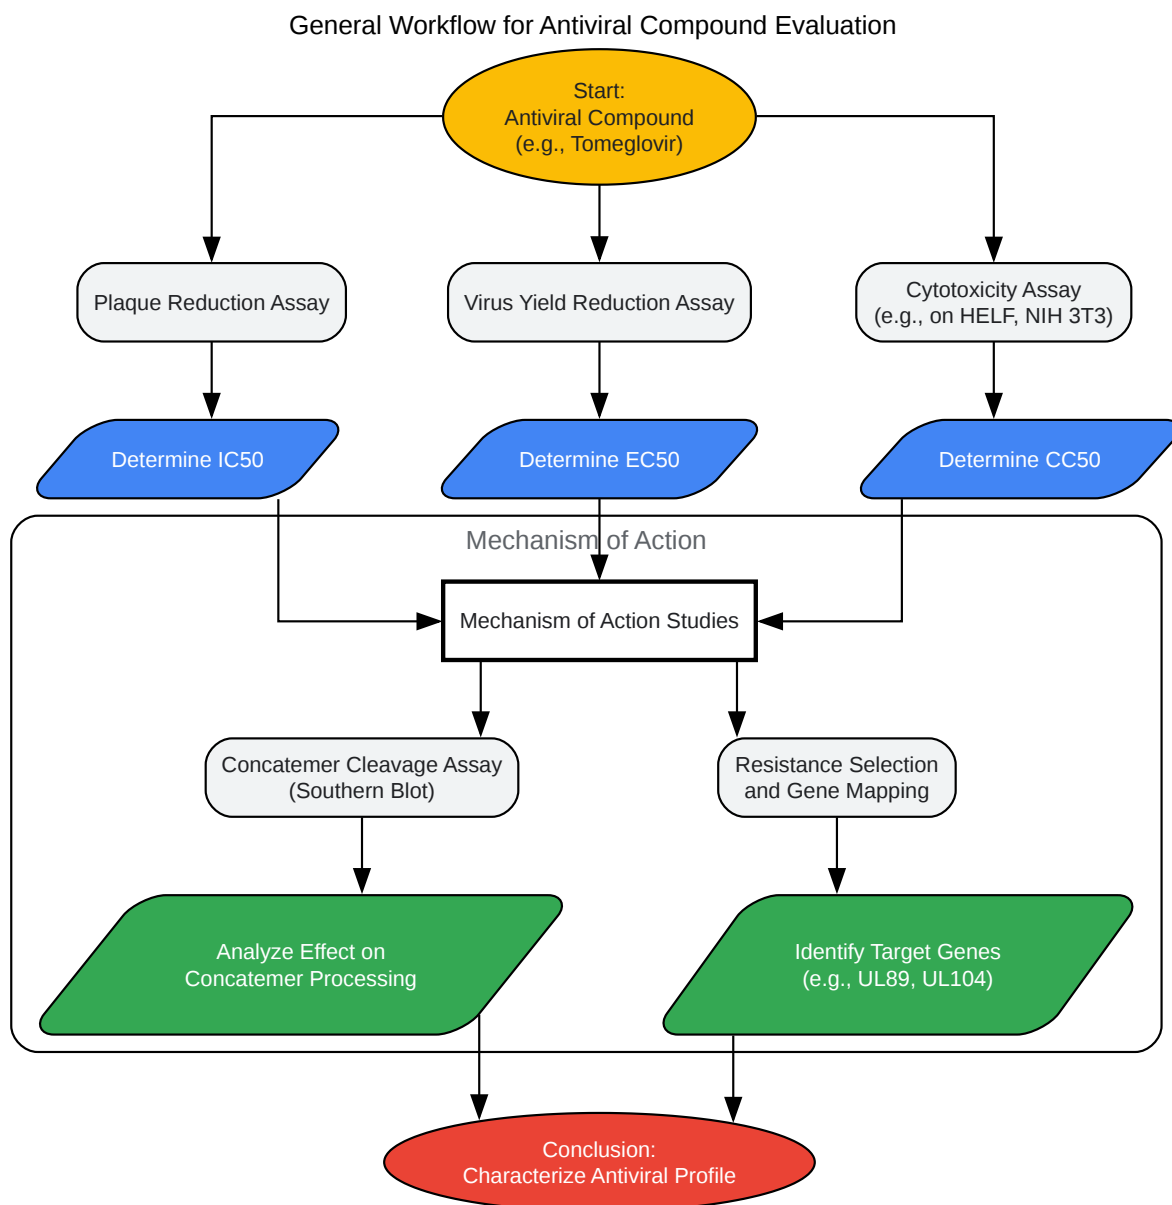 General Workflow for Antiviral Compound Evaluation
Start:
Antiviral Compound
(e.g., Tomeglovir)
Plaque Reduction Assay
Virus Yield Reduction Assay
Cytotoxicity Assay
(e.g., on HELF, NIH 3T3)
Determine IC50
Determine EC50
Determine CC50
Mechanism of Action
Mechanism of Action Studies
Concatemer Cleavage Assay
(Southern Blot)
Resistance Selection
and Gene Mapping
Analyze Effect on
Concatemer Processing
Identify Target Genes
(e.g., UL89, UL104)
Conclusion:
Characterize Antiviral Profile